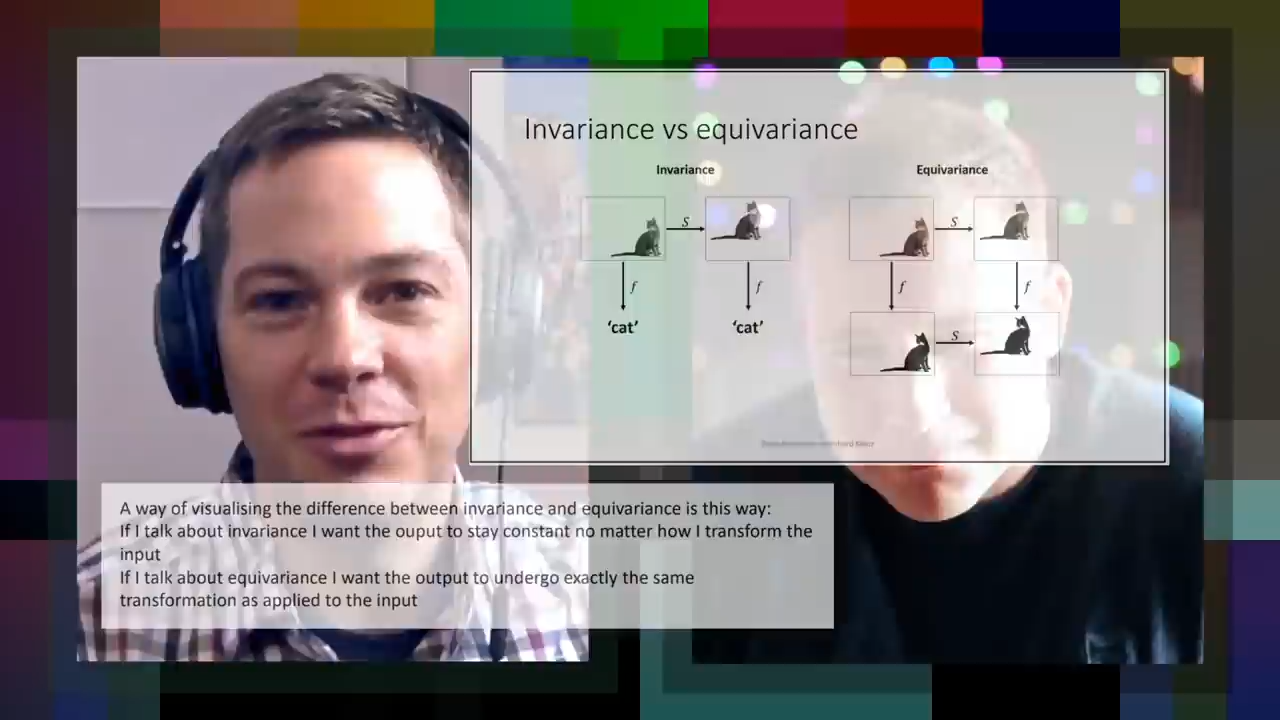 Invariance vs equivariance
Invariance
Equivariance
S
S
f
f
f
f
'cat'
'cat'
S
A way of visualising the difference between invariance and equivariance is this way:
If I talk about invariance I want the ouput to stay constant no matter how I transform the
input
If I talk about equivariance I want the output to undergo exactly the same
transformation as applied to the input